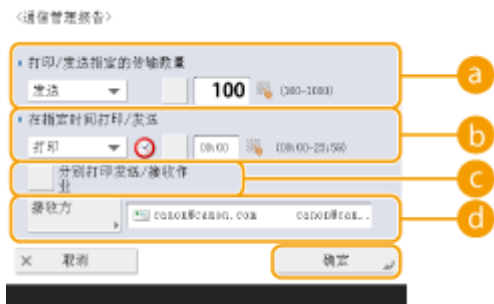 <通信管理报告>
打印/发送指定的传输数量
a
发送
100
(100-1000)
在指定时间打印/发送
b
打印
00:00
(00:00-23:59)
分别打印发送/接收作
业
c
接收方
canon@canon.com
canon@can..
d
取消
确定